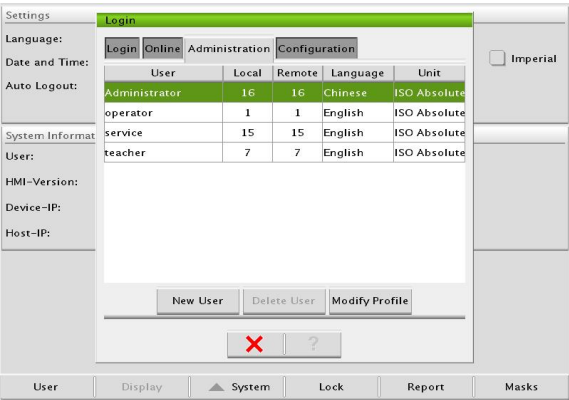 Settings
Login
Language:
Login Online Administration Configuration
Date and Time:
Imperial
User Local Remote Language Unit
Auto Logout:
Administrator 16 16 Chinese ISO Absolute
operator 1 1 English ISO Absolute
System Informat
service 15 15 English ISO Absolute
User:
teacher 7 7 English ISO Absolute
HMI-Version:
Device-IP:
Host-IP:
New User Delete User Modify Profile
?
User Display System Lock Report Masks